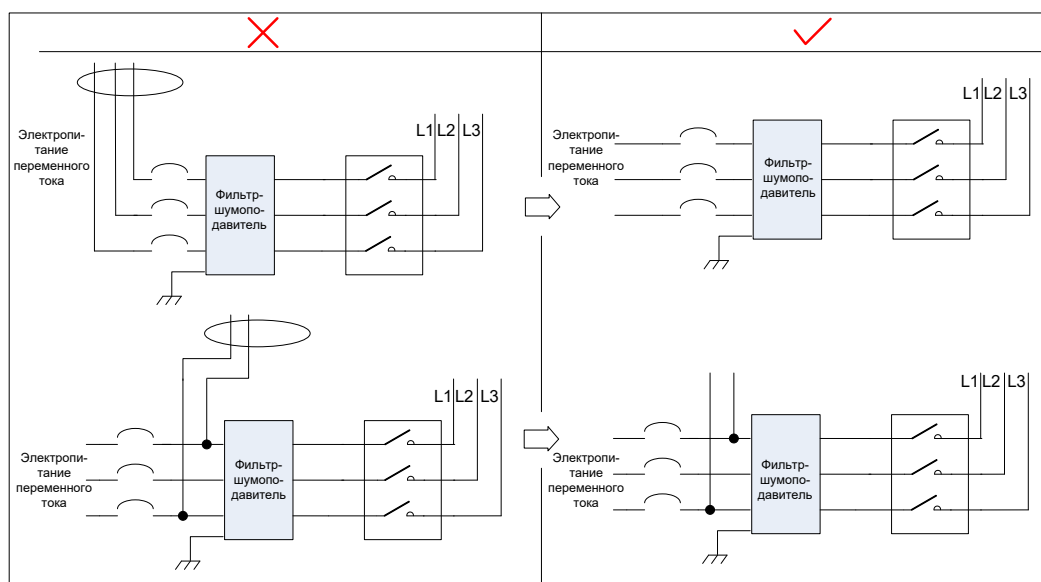 Электропи-
тание
переменного
тока
Фильтр-
шумопо-
давитель
L1 L2 L3
Электропи-
тание
переменного
тока
Фильтр-
шумопо-
давитель
L1 L2 L3
Электропи-
тание
переменного
тока
Фильтр-
шумопо-
давитель
L1 L2 L3
Электропи-
тание
переменного
тока
Фильтр-
шумопо-
давитель
L1 L2 L3